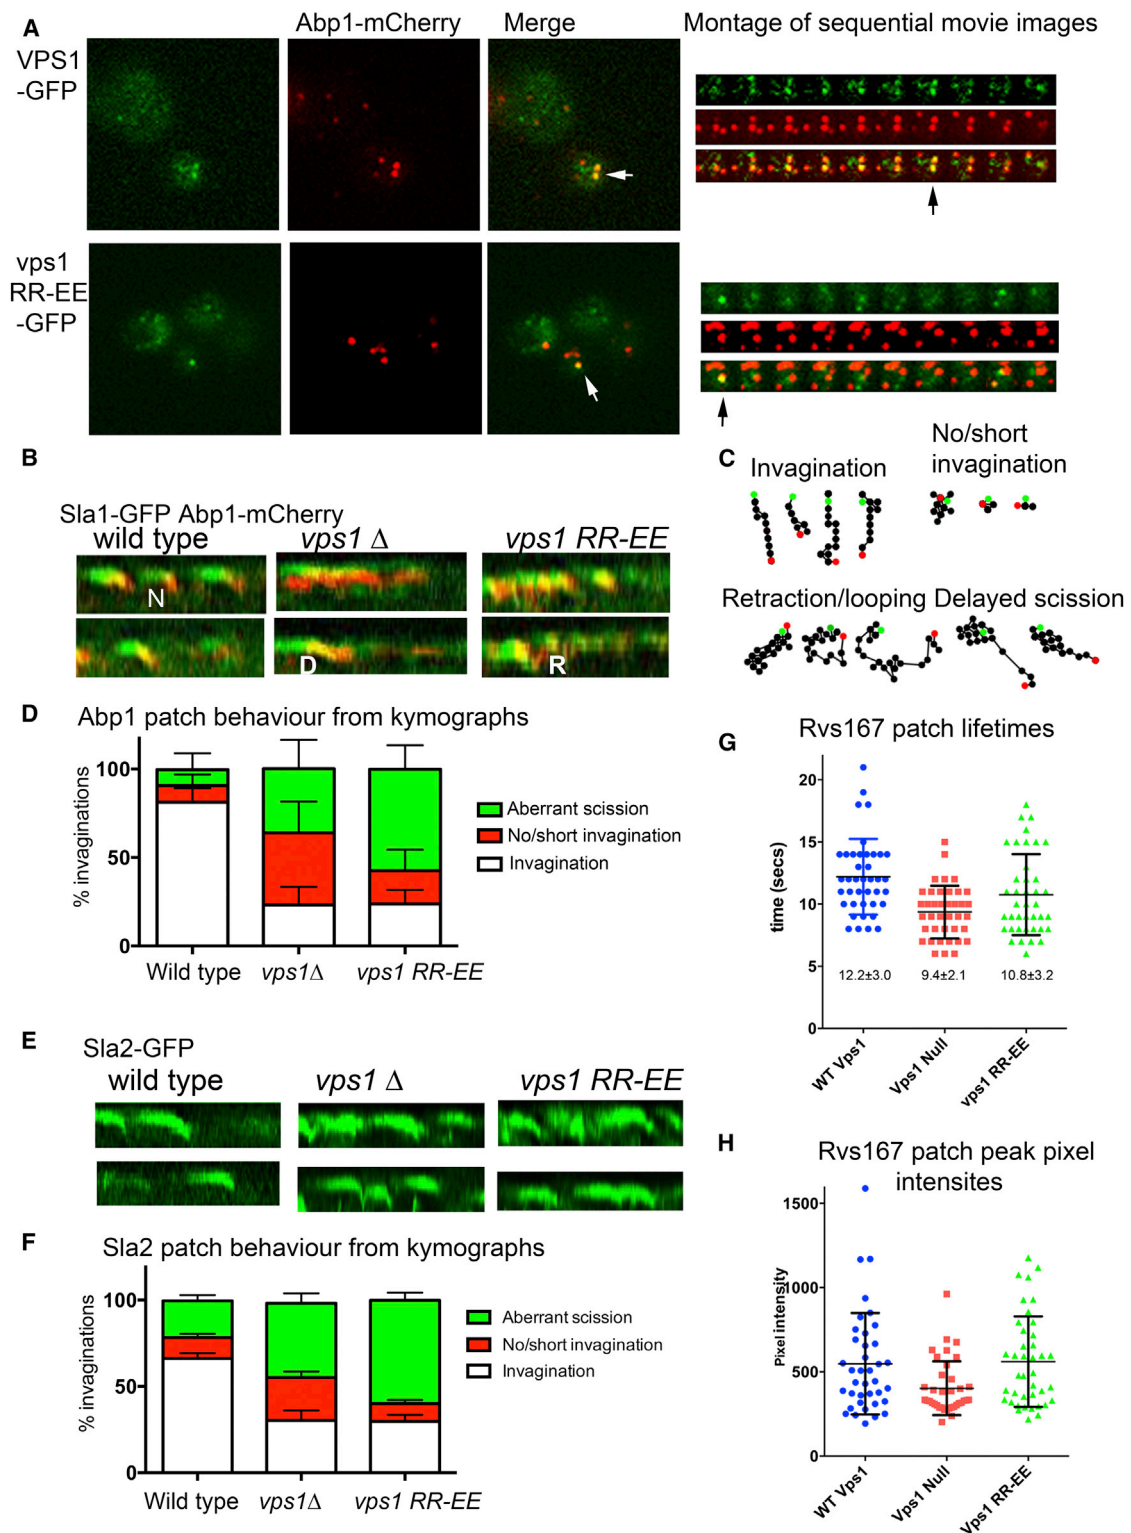 A
Abp1-mCherry
Merge
Montage of sequential movie images
VPS1
-GFP
vps1
RR-EE
-GFP
B
Sla1-GFP Abp1-mCherry
wild type
vps1 Δ
vps1 RR-EE
N
D
R
C
Invagination
No/short
invagination
Retraction/looping
Delayed scission
D
Abp1 patch behaviour from kymographs
% invaginations
100
50
0
Wild type
vps1Δ
vps1 RR-EE
Aberrant scission
No/short invagination
Invagination
E
Sla2-GFP
wild type
vps1 Δ
vps1 RR-EE
F
Sla2 patch behaviour from kymographs
% invaginations
100
50
0
Wild type
vps1Δ
vps1 RR-EE
Aberrant scission
No/short invagination
Invagination
G
Rvs167 patch lifetimes
time (secs)
20
15
10
5
0
12.2±3.0
9.4±2.1
10.8±3.2
WT Vps1
Vps1 Null
vps1 RR-EE
H
Rvs167 patch peak pixel
intensites
Pixel intensity
1500
1000
500
0
WT Vps1
Vps1 Null
Vps1 RR-EE